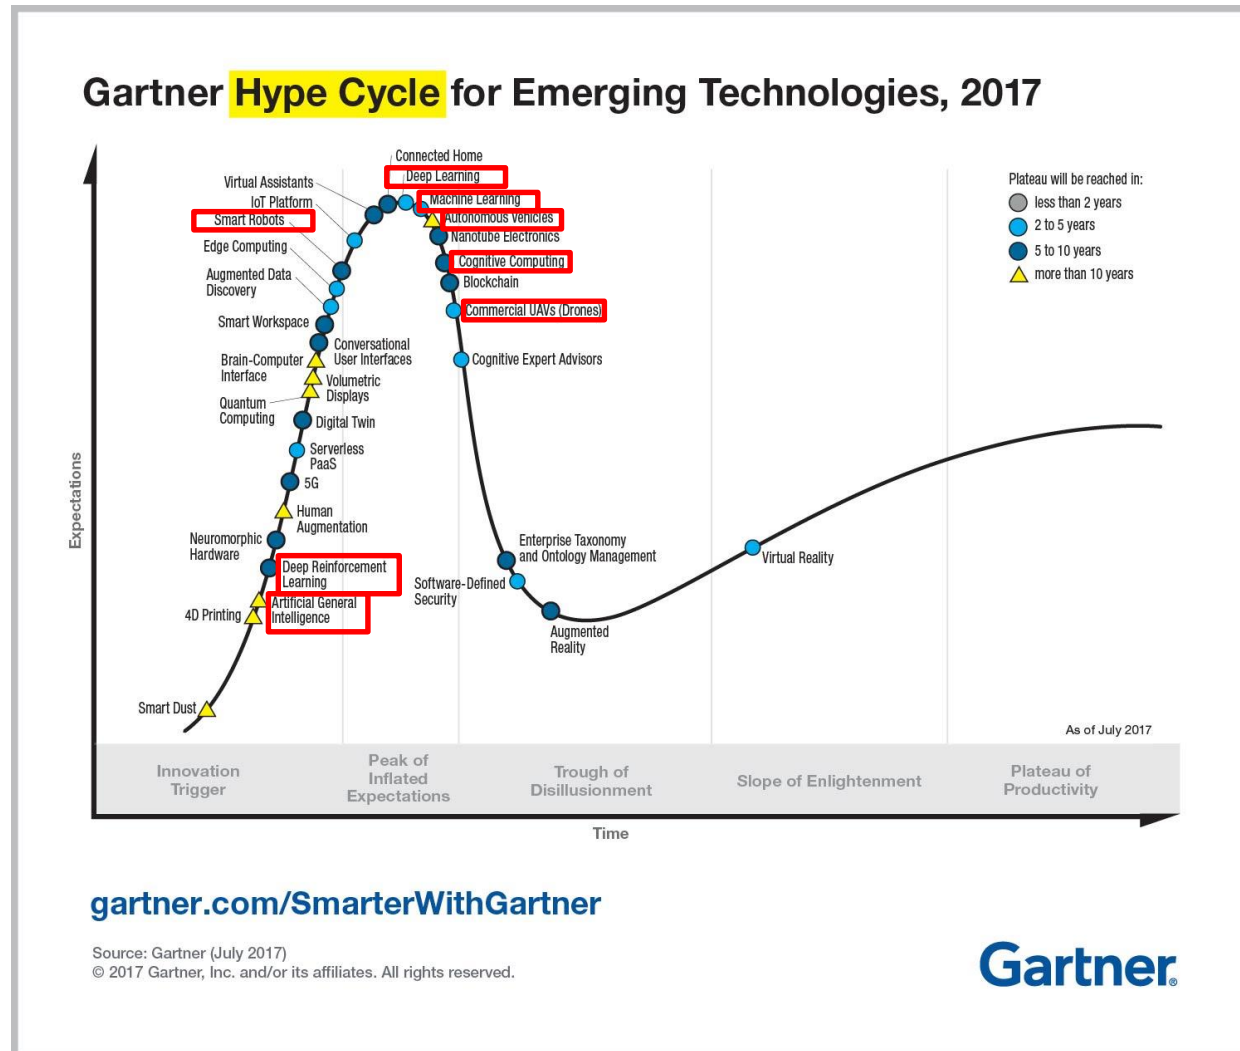 Gartner Hype Cycle for Emerging Technologies, 2017
Connected Home
Deep Learning
Virtual Assistants
Machine Learning
IoT Platform
Autonomous Vehicles
Smart Robots
Nanotube Electronics
Edge Computing
Cognitive Computing
Augmented Data
Discovery
Blockchain
Commercial UAVs (Drones)
Smart Workspace
Conversational
User Interfaces
Brain-Computer
Interface
Cognitive Expert Advisors
Volumetric
Displays
Quantum
Computing
Digital Twin
Serverless
PaaS
5G
Human
Augmentation
Neuromorphic
Hardware
Deep Reinforcement
Learning
Artificial General
Intelligence
4D Printing
Smart Dust
Enterprise Taxonomy
and Ontology Management
Software-Defined
Security
Augmented
Reality
Virtual Reality
Plateau will be reached in:
less than 2 years
2 to 5 years
5 to 10 years
more than 10 years
As of July 2017
Expectations
Innovation
Trigger
Peak of
Inflated
Expectations
Trough of
Disillusionment
Slope of Enlightenment
Plateau of
Productivity
Time
gartner.com/SmarterWithGartner
Source: Gartner (July 2017)
© 2017 Gartner, Inc. and/or its affiliates. All rights reserved.
Gartner®